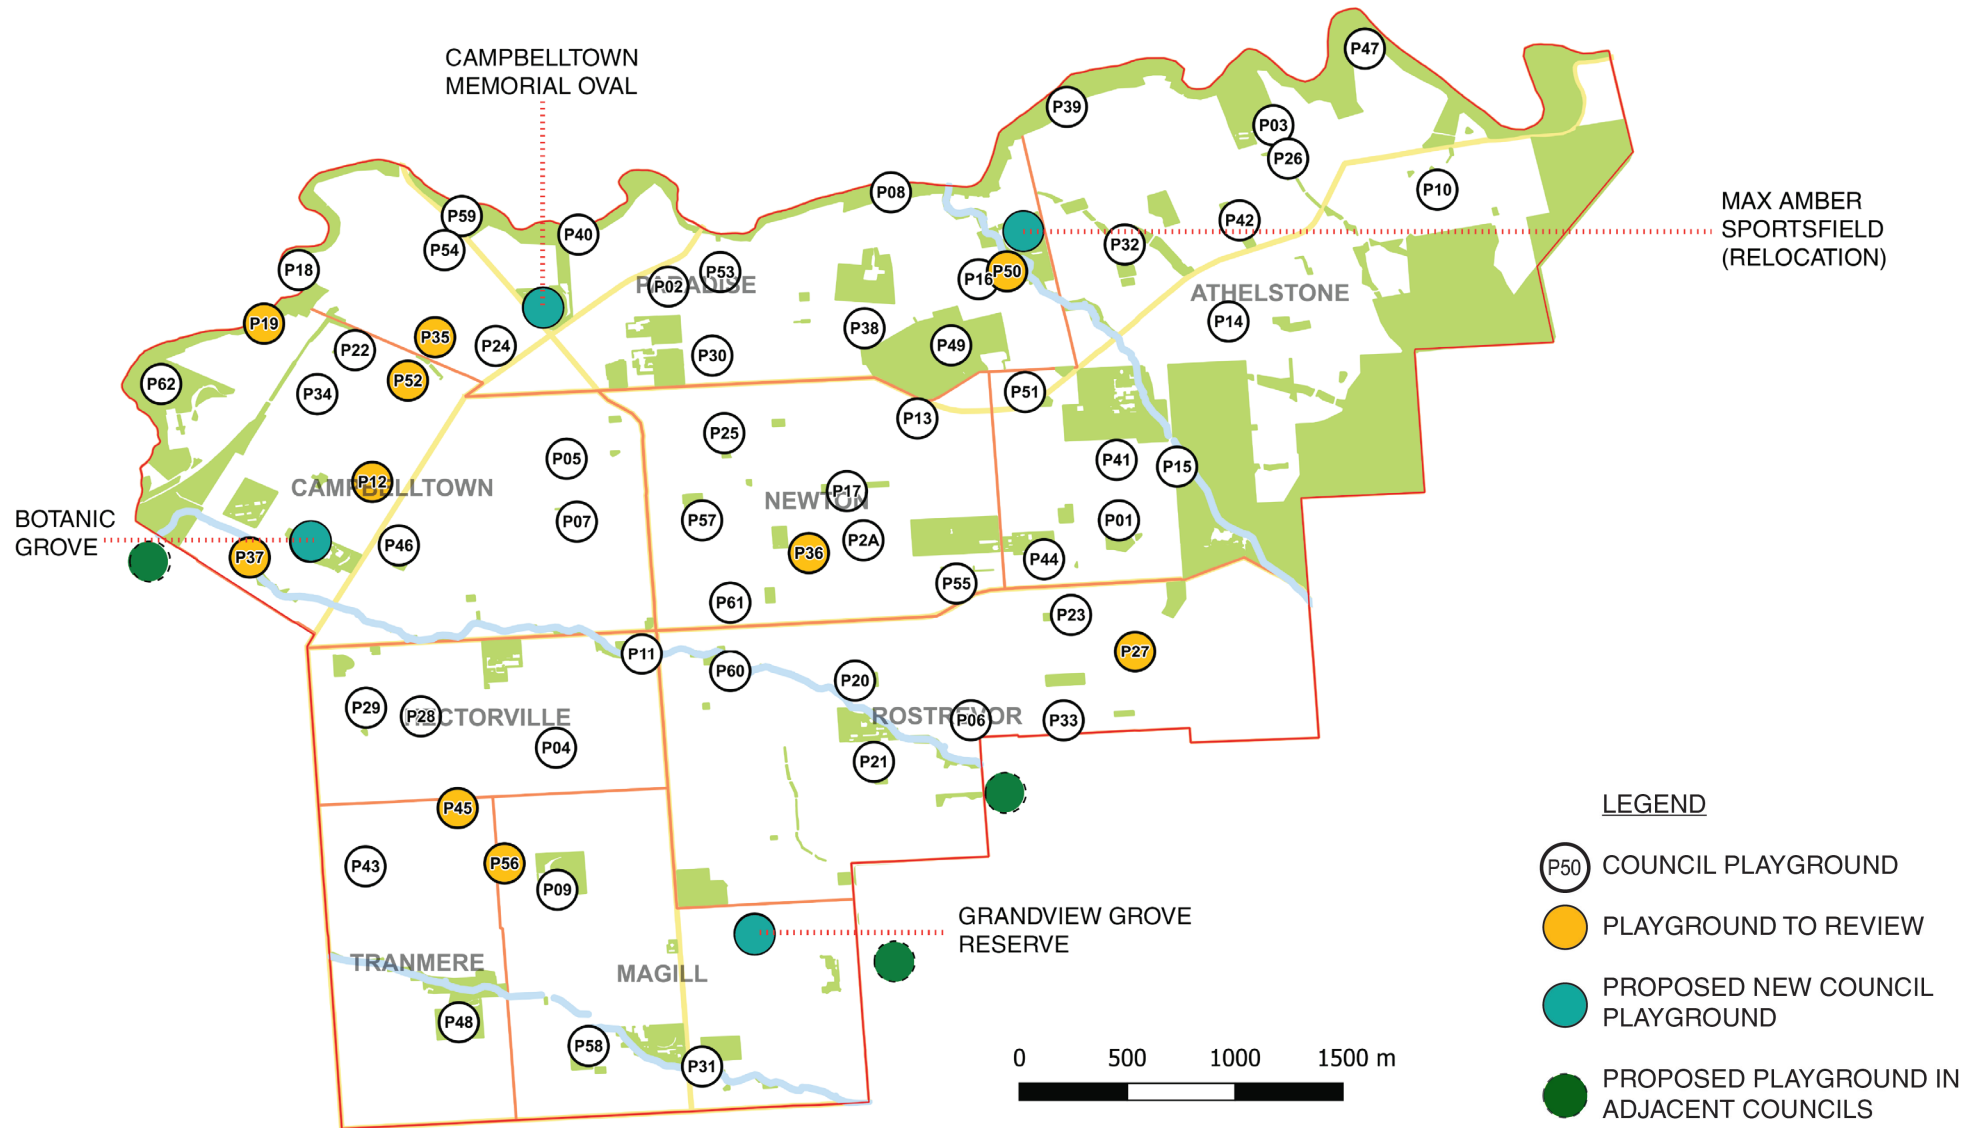 CAMPBELLTOWN
MEMORIAL OVAL
P47
P39
P03
P26
P10
P08
P59
P40
P42
P54
P32
MAX AMBER
SPORTSFIELD
(RELOCATION)
P18
P53
P02
PARADISE
P16
P50
ATHELSTONE
P19
P35
P38
P14
P22
P24
P30
P49
P62
P52
P34
P51
P13
P25
P05
P41
P15
P12
CAMPBELLTOWN
P17
NEWTON
P07
P57
P01
BOTANIC
GROVE
P37
P46
P36
P2A
P44
P55
P61
P23
P11
P27
P60
P20
P29
P28
HECTORVILLE
ROSTREVOR
P06
P33
P04
P21
P45
P43
P56
P09
GRANDVIEW GROVE
RESERVE
TRANMERE
MAGILL
P48
P58
P31
0 500 1000 1500 m
LEGEND
P50 COUNCIL PLAYGROUND
PLAYGROUND TO REVIEW
PROPOSED NEW COUNCIL
PLAYGROUND
PROPOSED PLAYGROUND IN
ADJACENT COUNCILS